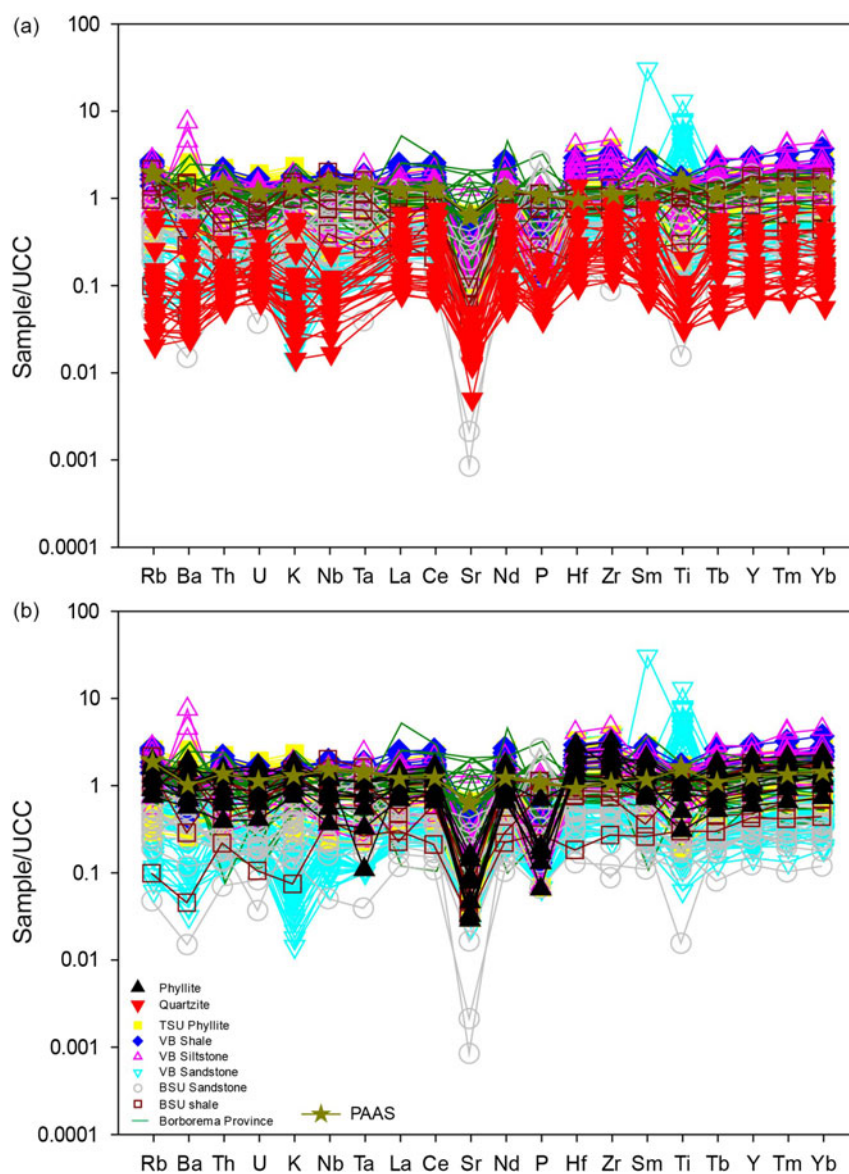 (a)
100
10
1
0.1
0.01
0.001
0.0001
Sample/UCC
Rb Ba Th U K Nb Ta La Ce Sr Nd P Hf Zr Sm Ti Tb Y Tm Yb
(b)
100
10
1
0.1
0.01
0.001
0.0001
Sample/UCC
Phyllite
Quartzite
TSU Phyllite
VB Shale
VB Siltstone
VB Sandstone
BSU Sandstone
BSU shale
Borborema Province
PAAS
Rb Ba Th U K Nb Ta La Ce Sr Nd P Hf Zr Sm Ti Tb Y Tm Yb